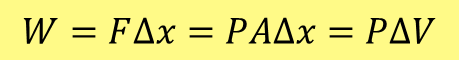 W = FΔx = PAΔx = PΔV